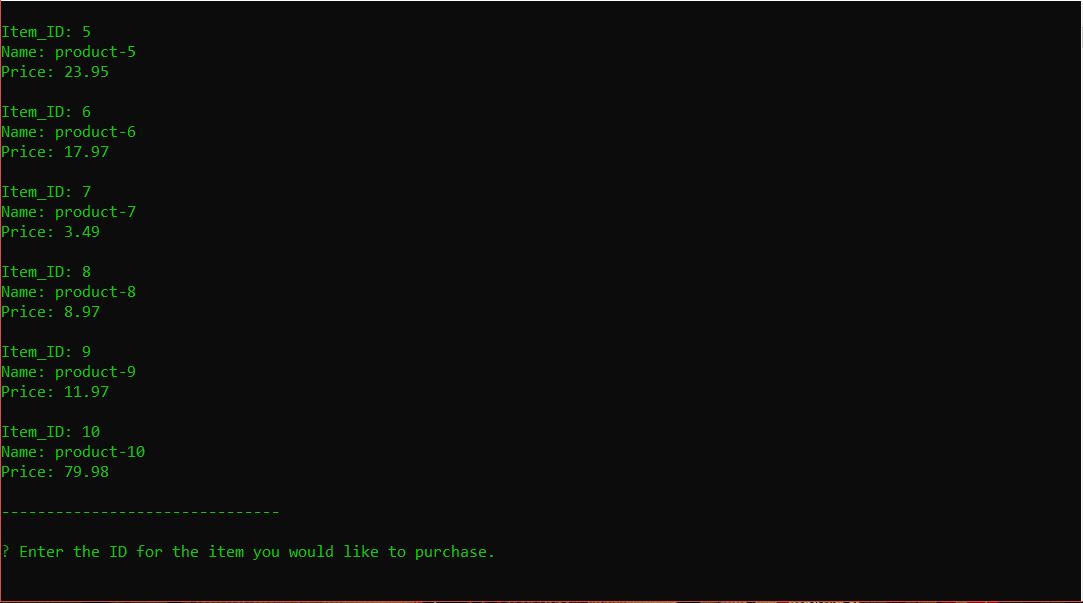 Item_ID: 5
Name: product-5
Price: 23.95
Item_ID: 6
Name: product-6
Price: 17.97
Item_ID: 7
Name: product-7
Price: 3.49
Item_ID: 8
Name: product-8
Price: 8.97
Item_ID: 9
Name: product-9
Price: 11.97
Item_ID: 10
Name: product-10
Price: 79.98
-------------------------------
? Enter the ID for the item you would like to purchase.